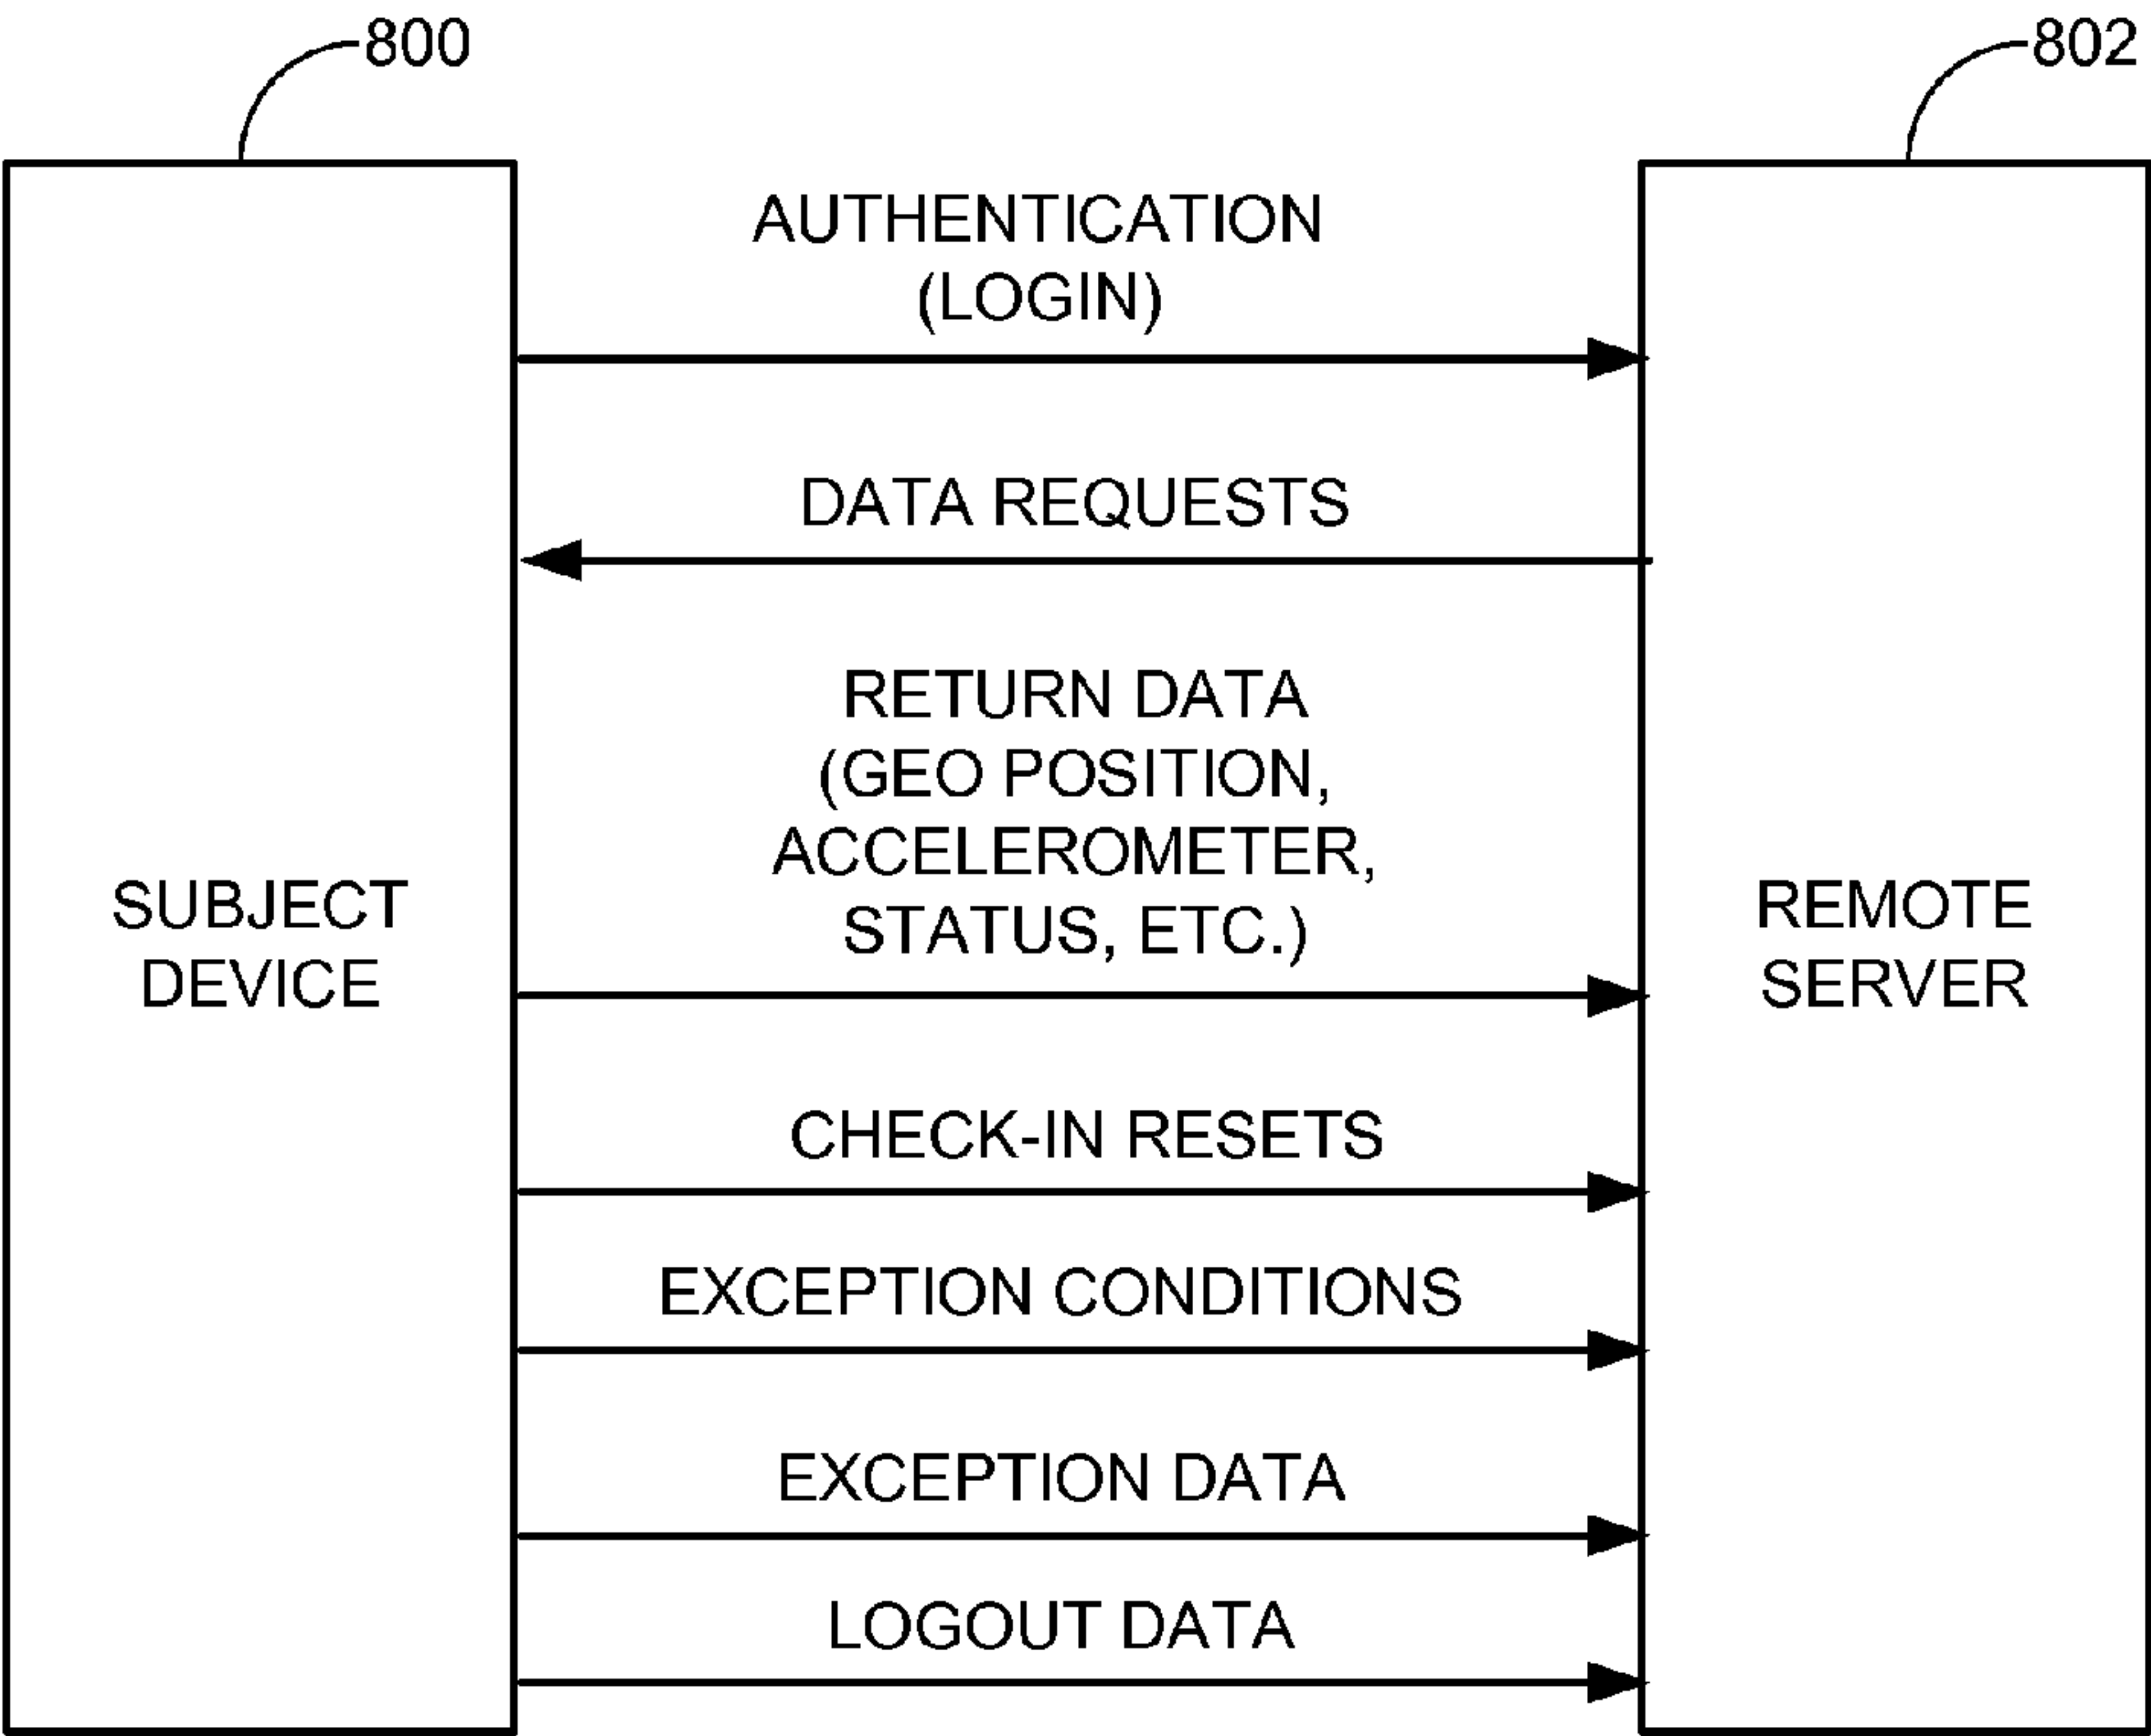 800
802
AUTHENTICATION
(LOGIN)
DATA REQUESTS
RETURN DATA
(GEO POSITION,
ACCELEROMETER,
STATUS, ETC.)
SUBJECT
DEVICE
REMOTE
SERVER
CHECK-IN RESETS
EXCEPTION CONDITIONS
EXCEPTION DATA
LOGOUT DATA